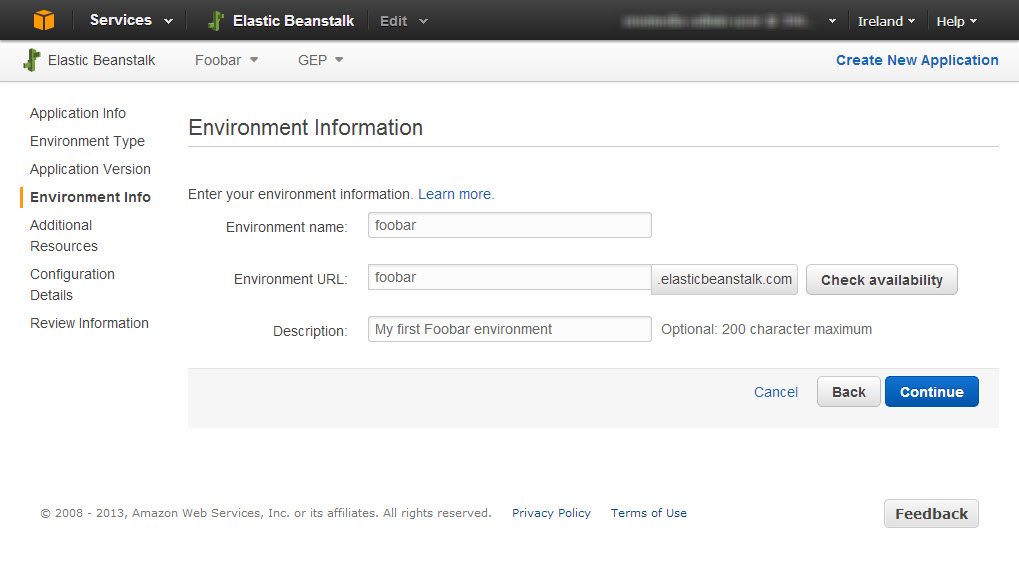 Services Elastic Beanstalk Edit Ireland Help
Elastic Beanstalk Foobar GEP Create New Application
Application Info
Environment Type
Application Version
Environment Info
Additional
Resources
Configuration
Details
Review Information
Environment Information
Enter your environment information. Learn more.
Environment name: foobar
Environment URL: foobar .elasticbeanstalk.com Check availability
Description: My first Foobar environment Optional: 200 character maximum
Cancel Back Continue
© 2008 - 2013, Amazon Web Services, Inc. or its affiliates. All rights reserved. Privacy Policy Terms of Use Feedback